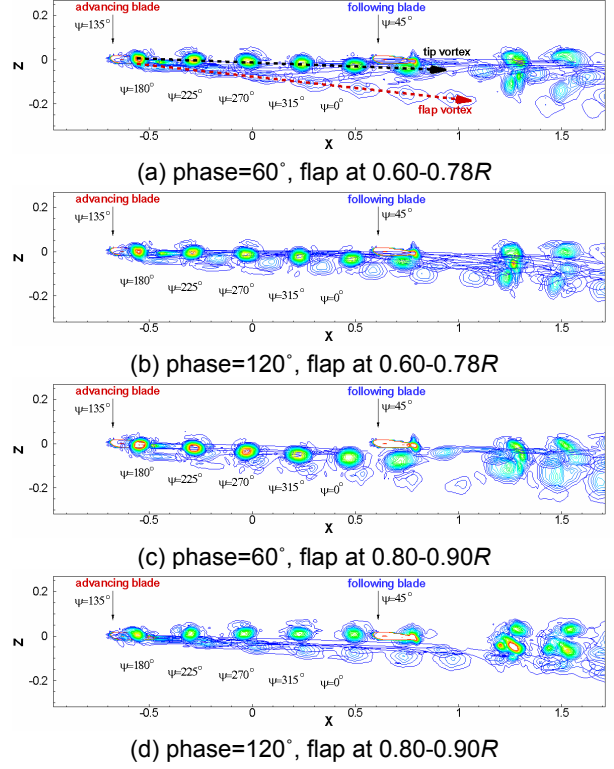 advancing blade
following blade
ψ=135°
ψ=45°
0.2
0
-0.2
Z
tip vortex
flap vortex
ψ=180°
ψ=225°
ψ=270°
ψ=315°
ψ=0°
-0.5
0
0.5
1
1.5
X
(a) phase=60°, flap at 0.60-0.78R
advancing blade
following blade
ψ=135°
ψ=45°
0.2
0
-0.2
Z
ψ=180°
ψ=225°
ψ=270°
ψ=315°
ψ=0°
-0.5
0
0.5
1
1.5
X
(b) phase=120°, flap at 0.60-0.78R
advancing blade
following blade
ψ=135°
ψ=45°
0.2
0
-0.2
Z
ψ=180°
ψ=225°
ψ=270°
ψ=315°
ψ=0°
-0.5
0
0.5
1
1.5
X
(c) phase=60°, flap at 0.80-0.90R
advancing blade
following blade
ψ=135°
ψ=45°
0.2
0
-0.2
Z
ψ=180°
ψ=225°
ψ=270°
ψ=315°
ψ=0°
-0.5
0
0.5
1
1.5
X
(d) phase=120°, flap at 0.80-0.90R